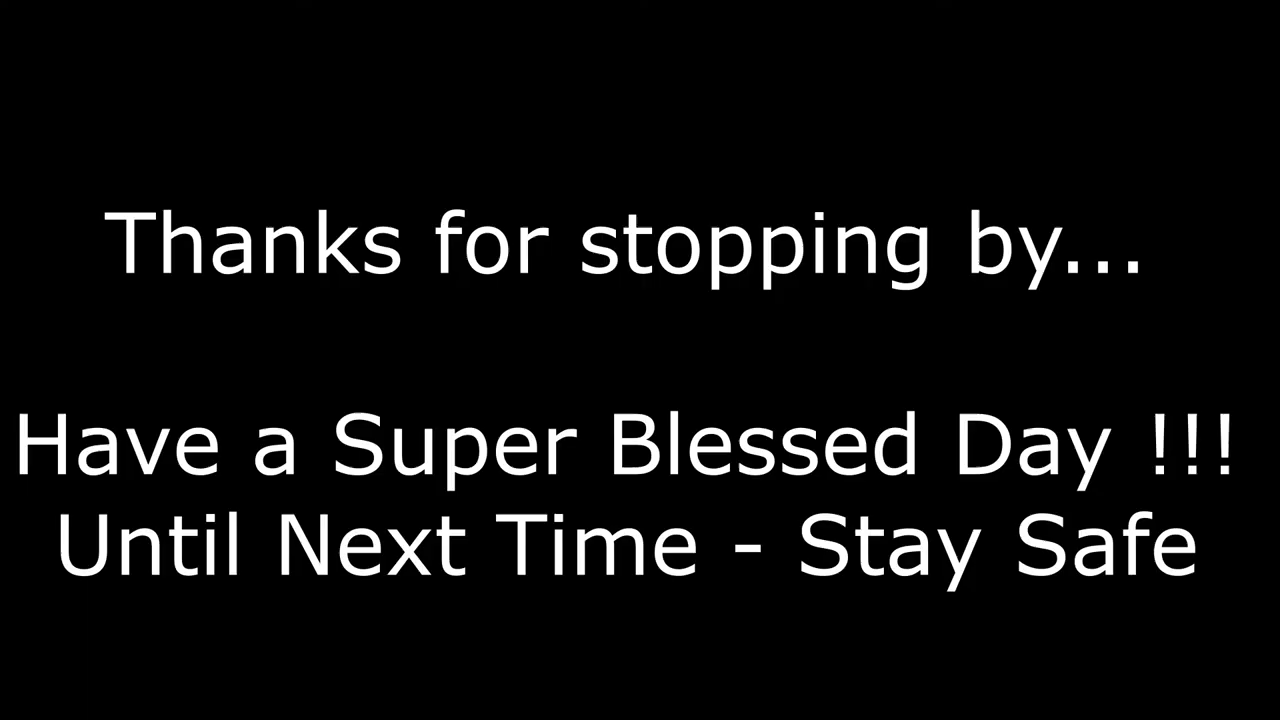 Thanks for stopping by...
Have a Super Blessed Day !!!
Until Next Time - Stay Safe